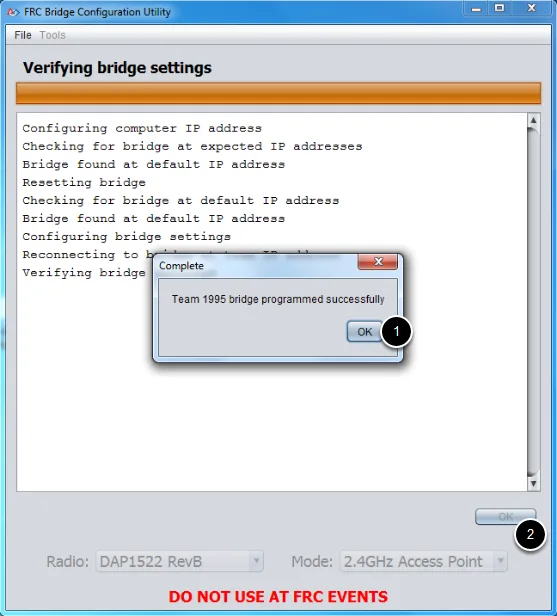 FRC Bridge Configuration Utility
File Tools
Verifying bridge settings
Configuring computer IP address
Checking for bridge at expected IP addresses
Bridge found at default IP address
Resetting bridge
Checking for bridge at default IP address
Bridge found at default IP address
Configuring bridge settings
Reconnecting to
Verifying bridge
Complete
Team 1995 bridge programmed successfully
OK 1
OK
2
Radio: DAP1522 RevB Mode: 2.4GHz Access Point
DO NOT USE AT FRC EVENTS